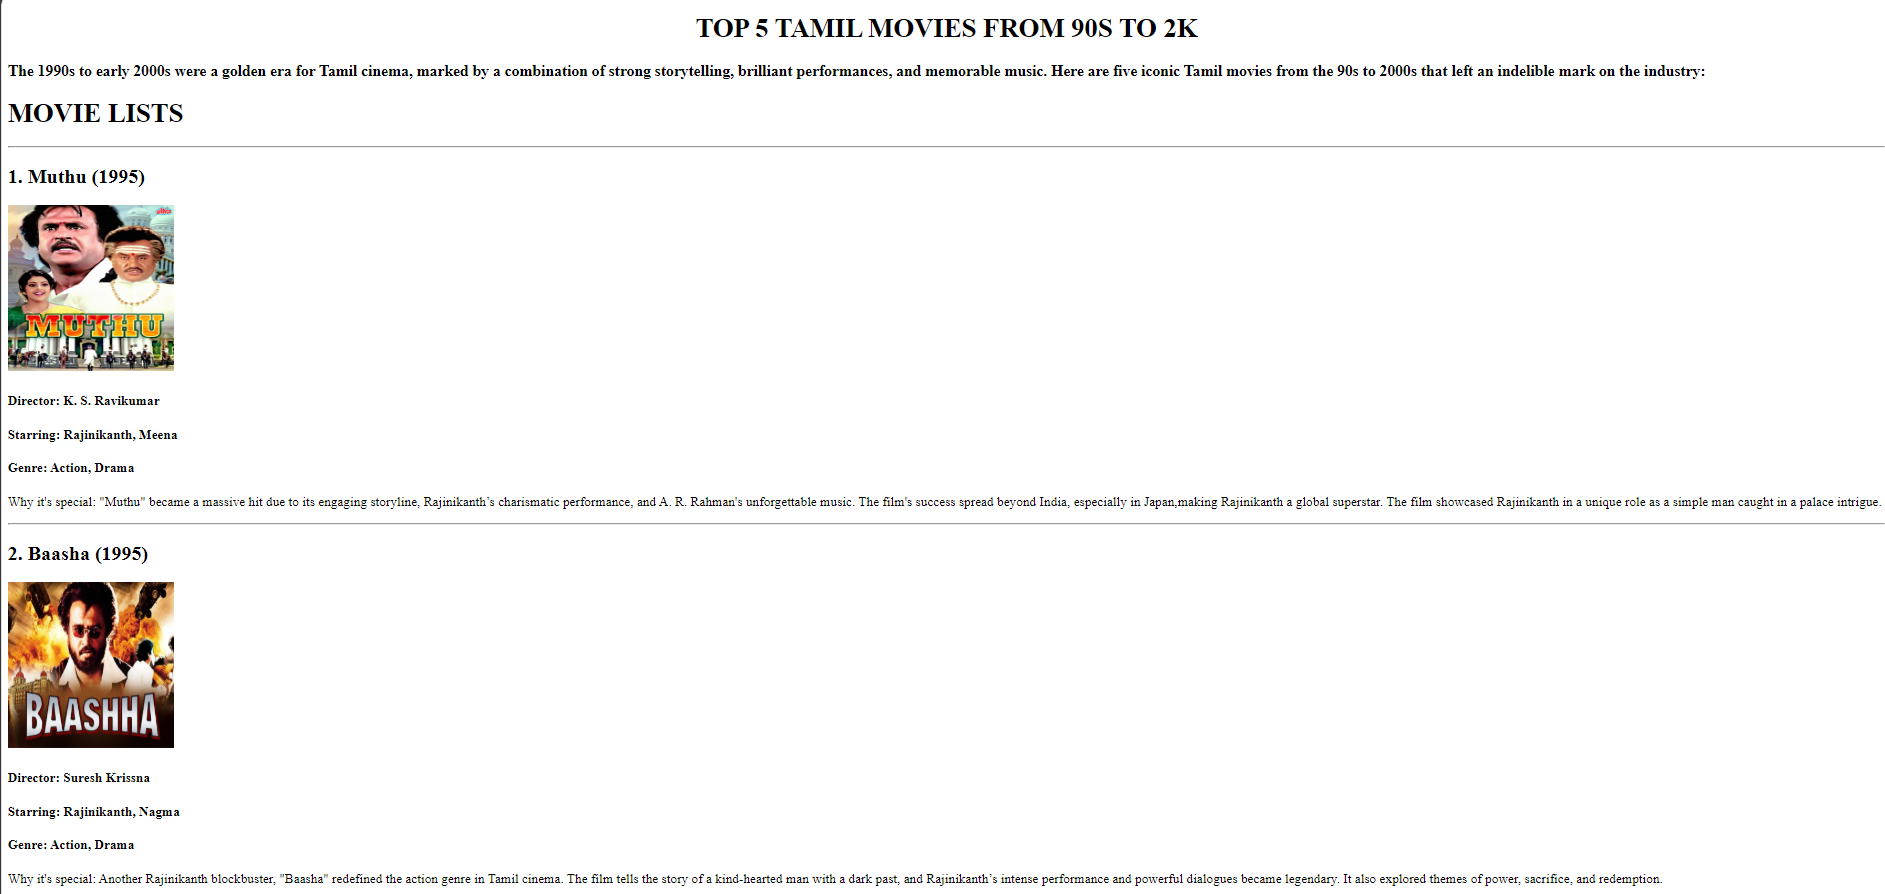 TOP 5 TAMIL MOVIES FROM 90S TO 2K
The 1990s to early 2000s were a golden era for Tamil cinema, marked by a combination of strong storytelling, brilliant performances, and memorable music. Here are five iconic Tamil movies from the 90s to 2000s that left an indelible mark on the industry:
MOVIE LISTS
1. Muthu (1995)
MUTHU
Director: K. S. Ravikumar
Starring: Rajinikanth, Meena
Genre: Action, Drama
Why it's special: "Muthu" became a massive hit due to its engaging storyline, Rajinikanth’s charismatic performance, and A. R. Rahman's unforgettable music. The film's success spread beyond India, especially in Japan,making Rajinikanth a global superstar. The film showcased Rajinikanth in a unique role as a simple man caught in a palace intrigue.
2. Baasha (1995)
BAASHHA
Director: Suresh Krissna
Starring: Rajinikanth, Nagma
Genre: Action, Drama
Why it's special: Another Rajinikanth blockbuster, "Baasha" redefined the action genre in Tamil cinema. The film tells the story of a kind-hearted man with a dark past, and Rajinikanth’s intense performance and powerful dialogues became legendary. It also explored themes of power, sacrifice, and redemption.